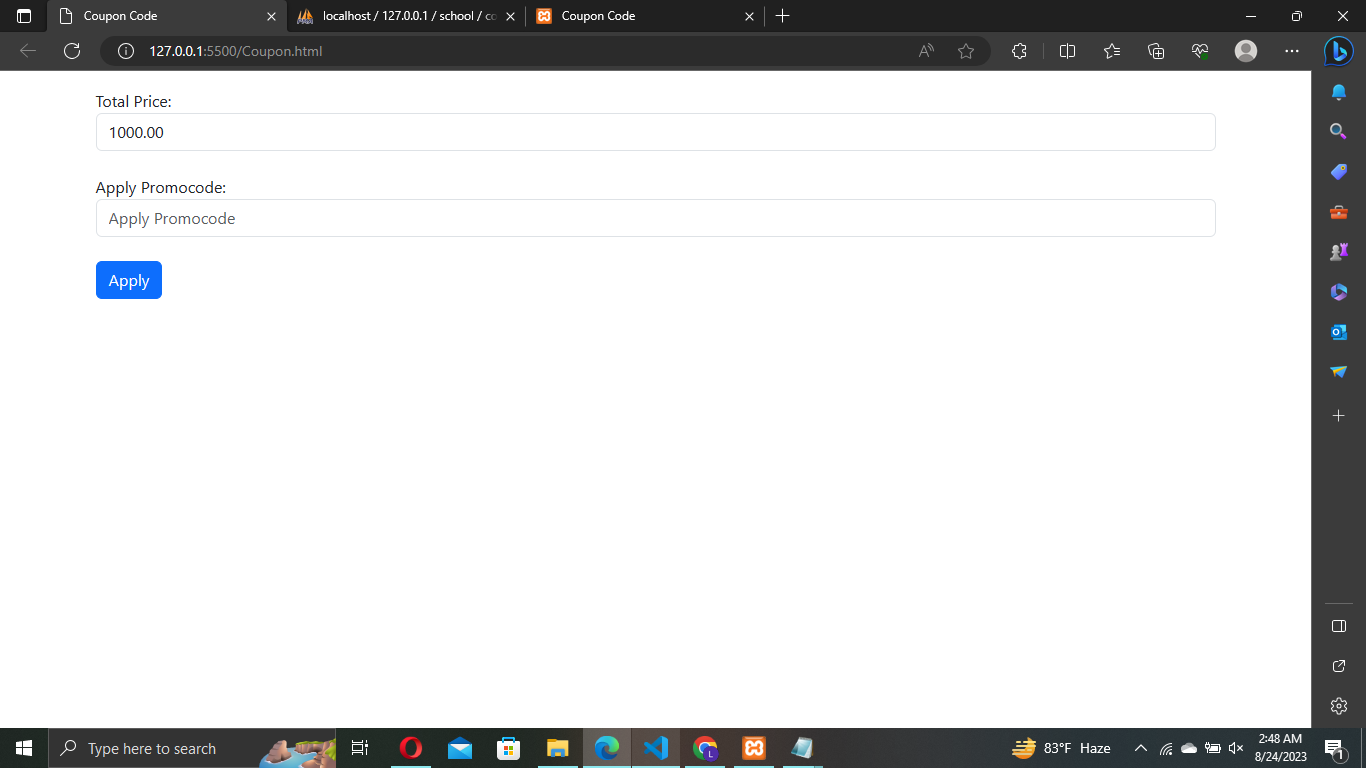 Coupon Code
localhost / 127.0.0.1 / school / co
Coupon Code
127.0.0.1:5500/Coupon.html
Total Price:
1000.00
Apply Promocode:
Apply Promocode
Apply
Type here to search
83°F Haze
2:48 AM
8/24/2023
1